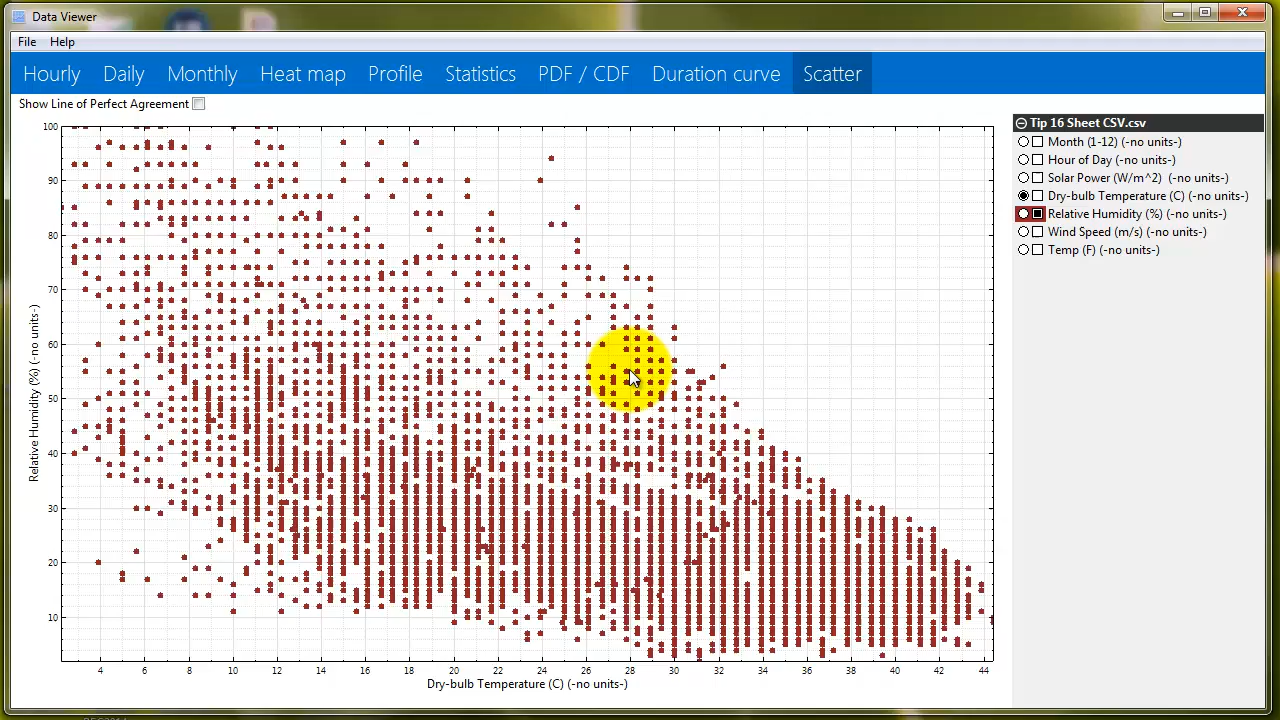 Data Viewer
File Help
Hourly Daily Monthly Heat map Profile Statistics PDF / CDF Duration curve Scatter
Show Line of Perfect Agreement
Tip 16 Sheet CSV.csv
Month (1-12) (-no units-)
Hour of Day (-no units-)
Solar Power (W/m^2) (-no units-)
Dry-bulb Temperature (C) (-no units-)
Relative Humidity (%) (-no units-)
Wind Speed (m/s) (-no units-)
Temp (F) (-no units-)
Relative Humidity (%) (-no units-)
100
90
80
70
60
50
40
30
20
10
4 6 8 10 12 14 16 18 20 22 24 26 28 30 32 34 36 38 40 42 44
Dry-bulb Temperature (C) (-no units-)